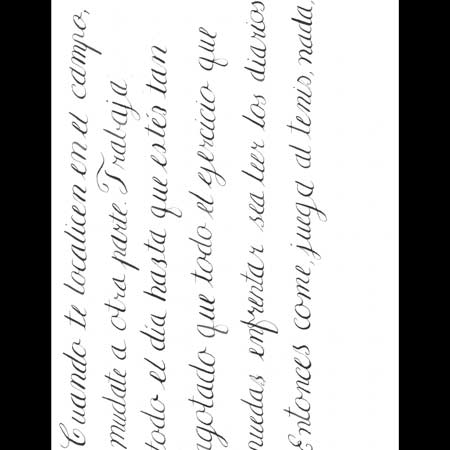 Cuando te localicen en el campo,
mudate a otra parte. Trabaja
todo el día hasta que estés tan
agotado que todo el ejercicio que
puedas enfrentar sea leer los diarios
Entonces come, juega al tenis, nada,